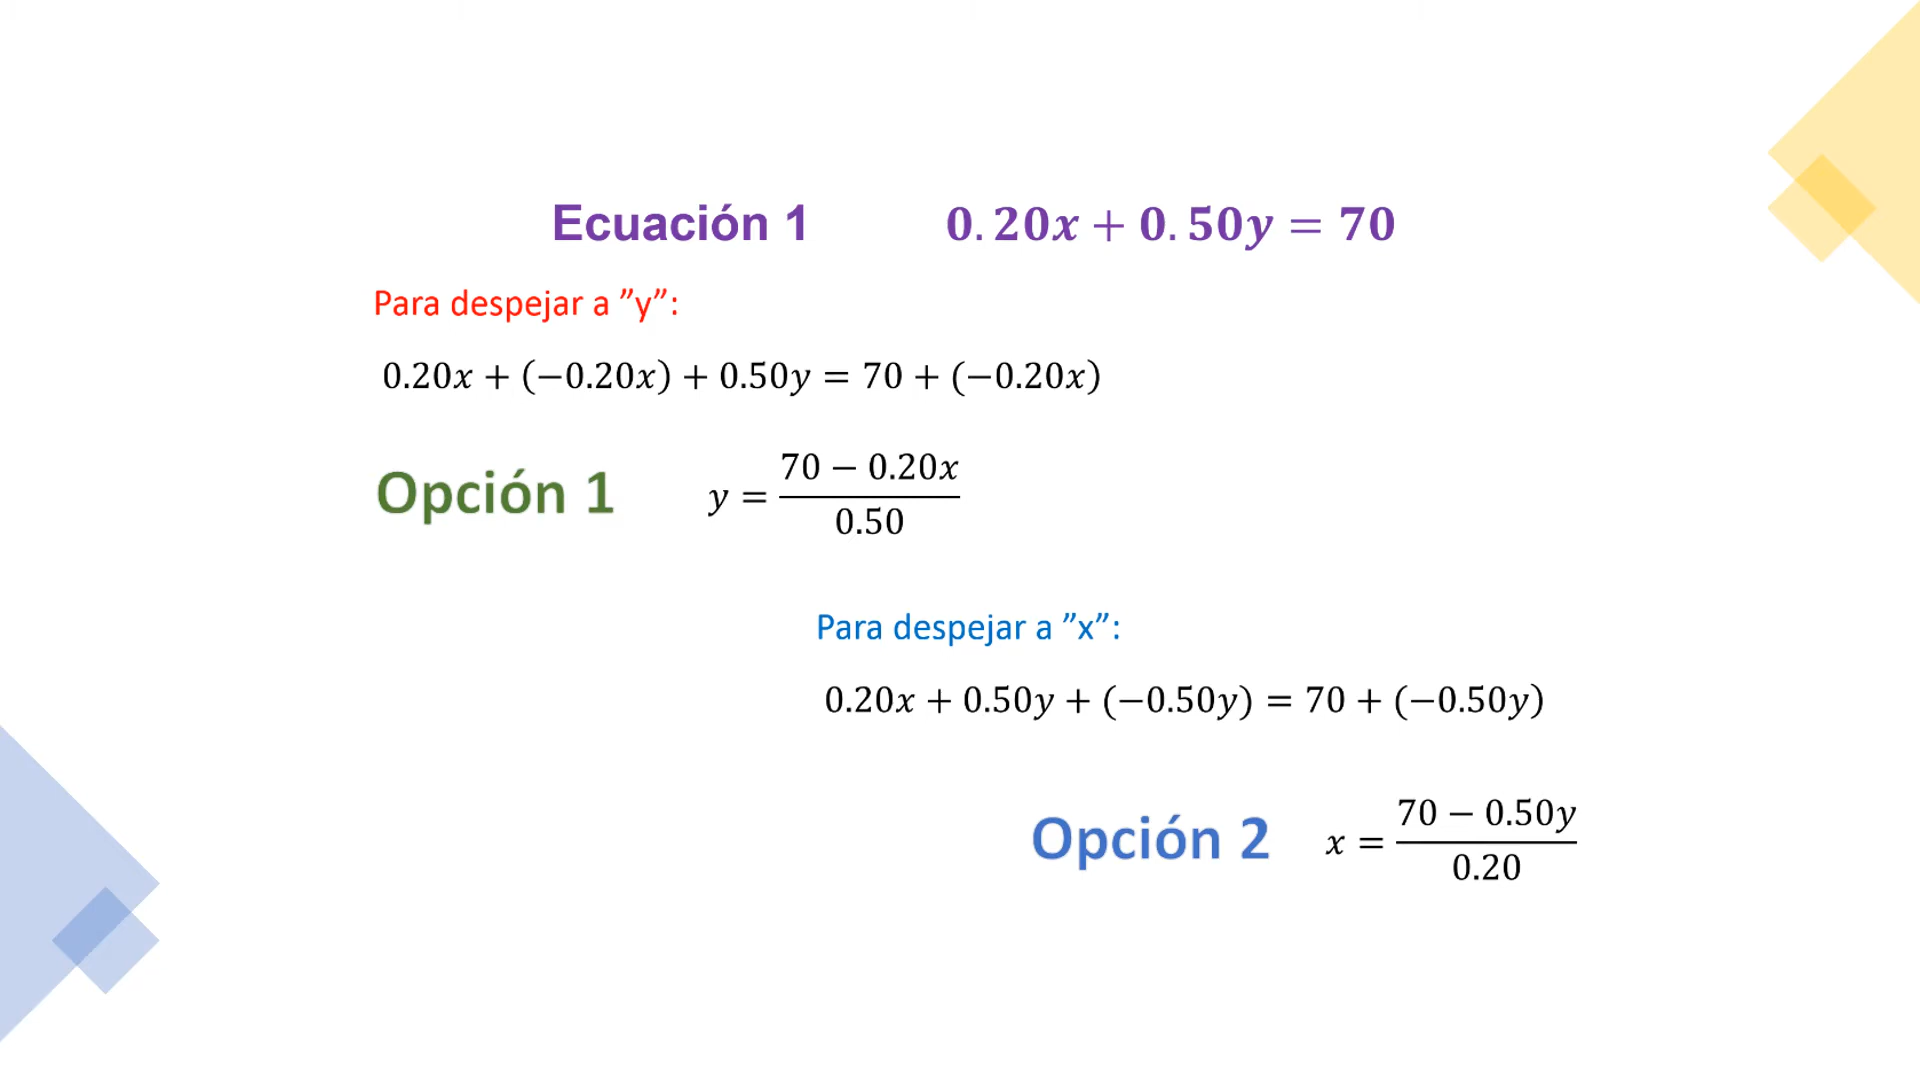 Ecuación 1 0.20x + 0.50y = 70
Para despejar a ”y”:
0.20x + (−0.20x) + 0.50y = 70 + (−0.20x)
Opción 1 y = \frac{70 − 0.20x}{0.50}
Para despejar a ”x”:
0.20x + 0.50y + (−0.50y) = 70 + (−0.50y)
Opción 2 x = \frac{70 − 0.50y}{0.20}